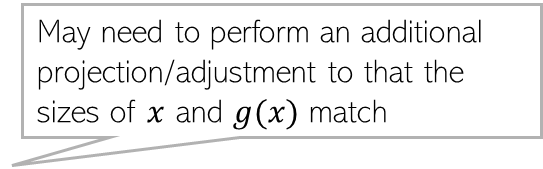 May need to perform an additional
projection/adjustment to that the
sizes of x and g(x) match